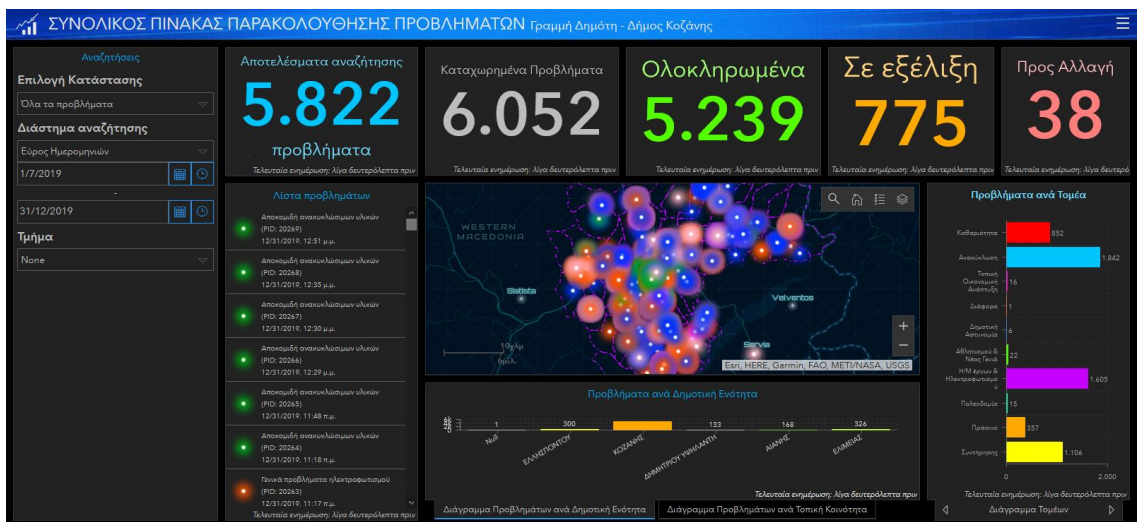 ΣΥΝΟΛΙΚΟΣ ΠΙΝΑΚΑΣ ΠΑΡΑΚΟΛΟΥΘΗΣΗΣ ΠΡΟΒΛΗΜΑΤΩΝ Γραμμή Δημότη - Δήμος Κοζάνης
Αναζητήσεις
Επιλογή Κατάστασης
Όλα τα προβλήματα
Διάστημα αναζήτησης
Εύρος Ημερομηνιών
1/7/2019
-
31/12/2019
Τμήμα
None
Αποτελέσματα αναζήτησης
5.822
προβλήματα
Τελευταία ενημέρωση: λίγα δευτερόλεπτα πριν
Καταχωρημένα Προβλήματα
6.052
Τελευταία ενημέρωση: λίγα δευτερόλεπτα πριν
Ολοκληρωμένα
5.239
Τελευταία ενημέρωση: λίγα δευτερόλεπτα πριν
Σε εξέλιξη
775
Τελευταία ενημέρωση: λίγα δευτερόλεπτα πριν
Προς Αλλαγή
38
Τελευταία ενημέρωση: λίγα δευτερό
Λίστα προβλημάτων
Αποκομιδή ανακυκλώσιμων υλικών
(PID: 20269)
12/31/2019, 12:51 μ.μ.
Αποκομιδή ανακυκλώσιμων υλικών
(PID: 20268)
12/31/2019, 12:35 μ.μ.
Αποκομιδή ανακυκλώσιμων υλικών
(PID: 20267)
12/31/2019, 12:30 μ.μ.
Αποκομιδή ανακυκλώσιμων υλικών
(PID: 20266)
12/31/2019, 12:29 μ.μ.
Αποκομιδή ανακυκλώσιμων υλικών
(PID: 20265)
12/31/2019, 11:48 π.μ.
Αποκομιδή ανακυκλώσιμων υλικών
(PID: 20264)
12/31/2019, 11:18 π.μ.
Γενικά προβλήματα ηλεκτροφωτισμού
(PID: 20263)
12/31/2019, 11:17 π.μ.
Τελευταία ενημέρωση: λίγα δευτερόλεπτα πριν
WESTERN
MACEDONIA
Siatista
Velventos
Servia
10χλμ
6μιλ.
+
−
Esri, HERE, Garmin, FAO, METI/NASA, USGS
Προβλήματα ανά Δημοτική Ενότητα
6k
1
300
133
168
326
Null
ΕΛΛΗΣΠΟΝΤΟΥ
ΚΟΖΑΝΗΣ
ΔΗΜΗΤΡΙΟΥ ΥΨΗΛΑΝΤΗ
ΑΙΑΝΗΣ
ΕΛΙΜΕΙΑΣ
Τελευταία ενημέρωση: λίγα δευτερόλεπτα πριν
Διάγραμμα Προβλημάτων ανά Δημοτική Ενότητα
Διάγραμμα Προβλημάτων ανά Τοπική Κοινότητα
Προβλήματα ανά Τομέα
Καθαριότητα 852
Ανακύκλωση 1.842
Τοπική
Οικονομική 16
Ανάπτυξη
Διάφορα 1
Δημοτική 6
Αστυνομία
Αθλητισμού & 22
Νέας Γενιά
Η/Μ έργων &
Ηλεκτροφωτισμο 1.605
ύ
Πολεοδομία 15
Πράσινο 357
Συντήρησης 1.106
0 2.000
Τελευταία ενημέρωση: λίγα δευτερόλεπτα πριν
Διάγραμμα Τομέων